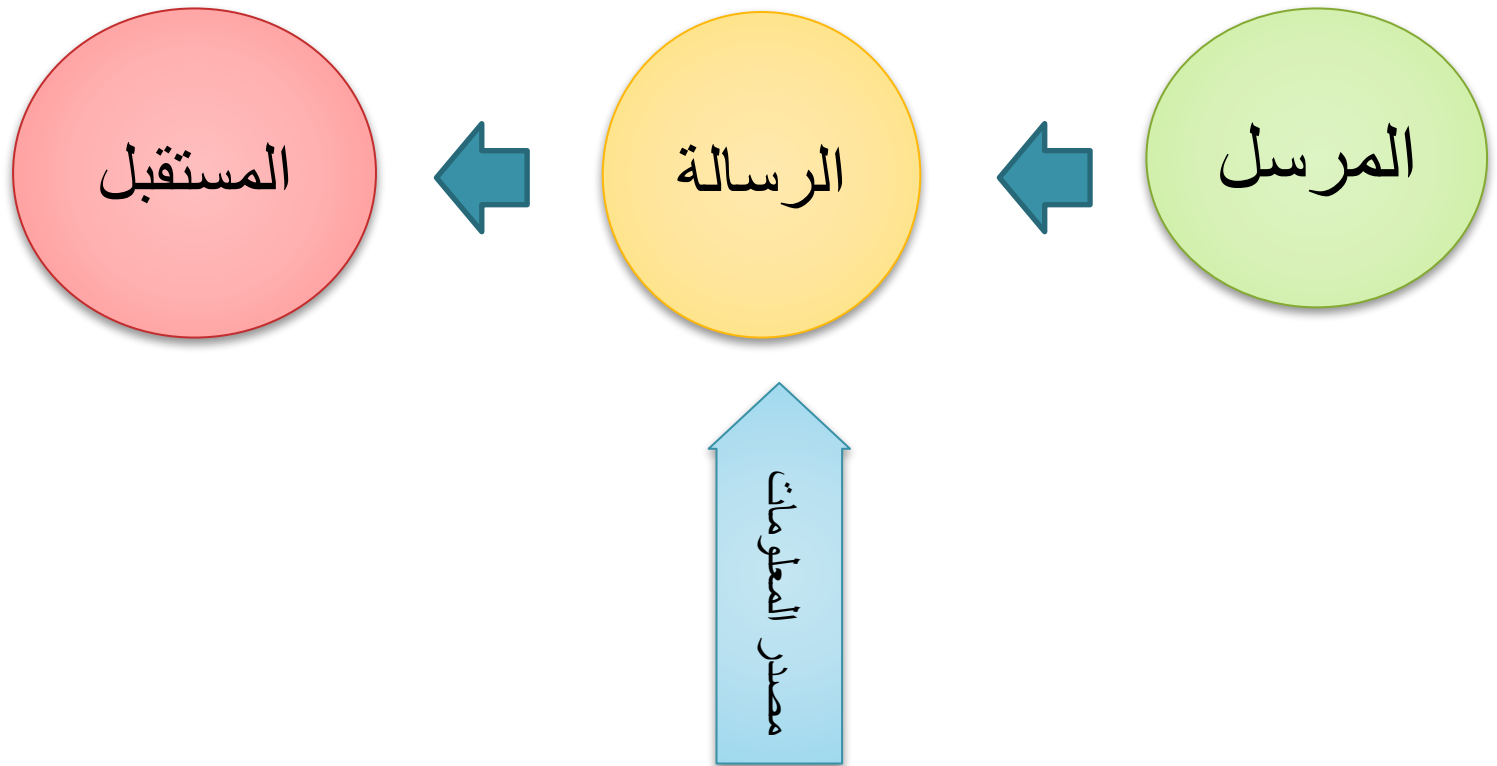 المرسل
الرسالة
المستقبل
مصدر المعلومات